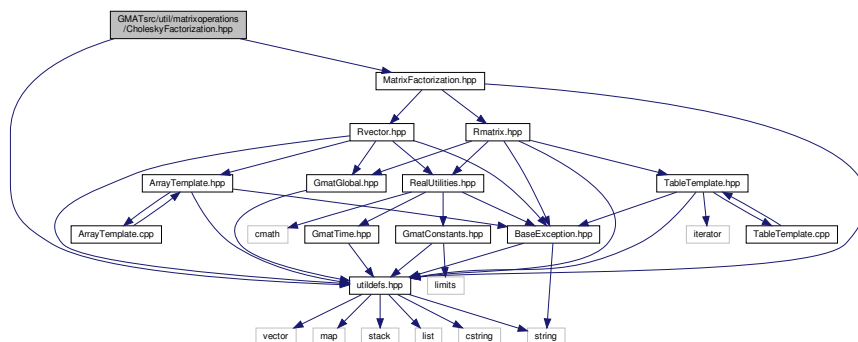 GMATsrc/util/matrixoperations
/CholeskyFactorization.hpp
MatrixFactorization.hpp
Rvector.hpp
Rmatrix.hpp
ArrayTemplate.hpp
GmatGlobal.hpp
RealUtilities.hpp
TableTemplate.hpp
ArrayTemplate.cpp
cmath
GmatTime.hpp
GmatConstants.hpp
BaseException.hpp
iterator
TableTemplate.cpp
utildefs.hpp
limits
vector
map
stack
list
cstring
string